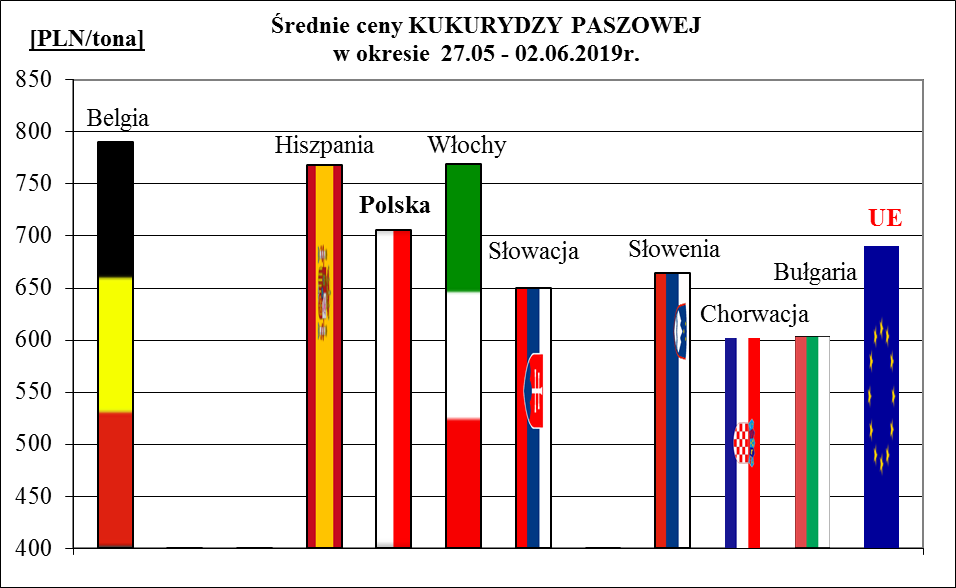 Średnie ceny KUKURYDZY PASZOWEJ
w okresie 27.05 - 02.06.2019r.
[PLN/tona]
850
800
750
700
650
600
550
500
450
400
Belgia
Hiszpania
Polska
Włochy
Słowacja
Słowenia
Chorwacja
Bułgaria
UE